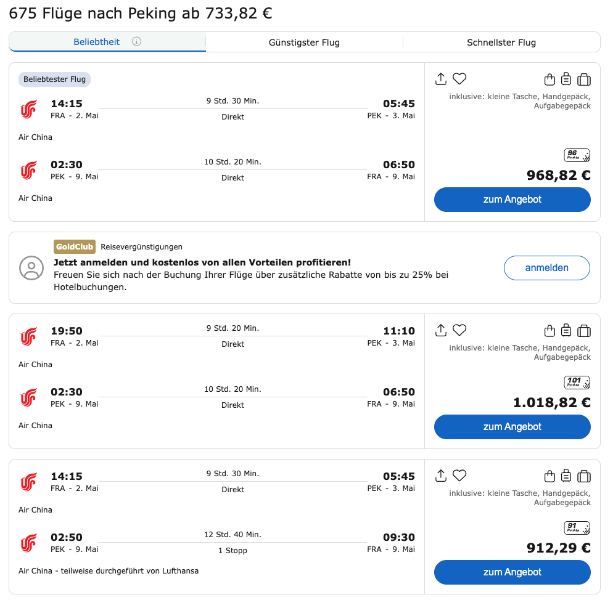 675 Flüge nach Peking ab 733,82 €
Beliebtheit
Günstigster Flug
Schnellster Flug
Beliebtester Flug
14:15
9 Std. 30 Min.
05:45
FRA - 2. Mai
Direkt
PEK - 3. Mai
Air China
02:30
10 Std. 20 Min.
06:50
PEK - 9. Mai
Direkt
FRA - 9. Mai
Air China
inklusive: kleine Tasche, Handgepäck,
Aufgabegepäck
96
968,82 €
zum Angebot
GoldClub Reisevergünstigungen
Jetzt anmelden und kostenlos von allen Vorteilen profitieren!
Freuen Sie sich nach der Buchung Ihrer Flüge über zusätzliche Rabatte von bis zu 25% bei
Hotelbuchungen.
anmelden
19:50
9 Std. 20 Min.
11:10
FRA - 2. Mai
Direkt
PEK - 3. Mai
Air China
02:30
10 Std. 20 Min.
06:50
PEK - 9. Mai
Direkt
FRA - 9. Mai
Air China
inklusive: kleine Tasche, Handgepäck,
Aufgabegepäck
101
1.018,82 €
zum Angebot
14:15
9 Std. 30 Min.
05:45
FRA - 2. Mai
Direkt
PEK - 3. Mai
Air China
02:50
12 Std. 40 Min.
09:30
PEK - 9. Mai
1 Stopp
FRA - 9. Mai
Air China - teilweise durchgeführt von Lufthansa
inklusive: kleine Tasche, Handgepäck,
Aufgabegepäck
91
912,29 €
zum Angebot